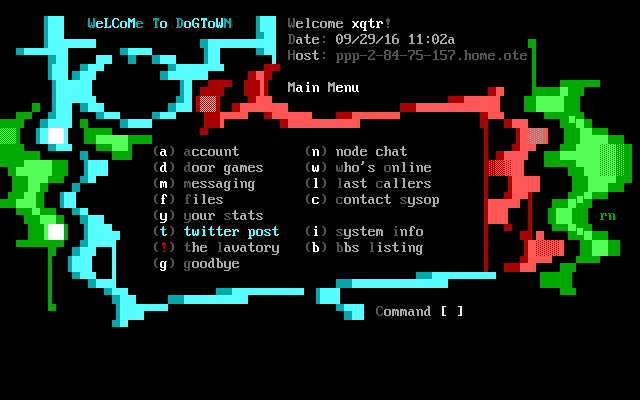 WeLCoMe To DoGToWN
Welcome xqtr!
Date: 09/29/16 11:02a
Host: ppp-2-84-75-157.home.ote
Main Menu
(a) account (n) node chat
(d) door games (w) who's online
(m) messaging (l) last callers
(f) files (c) contact sysop
(y) your stats
rn
(t) twitter post (i) system info
(!) the lavatory (b) bbs listing
(g) goodbye
Command [ ]